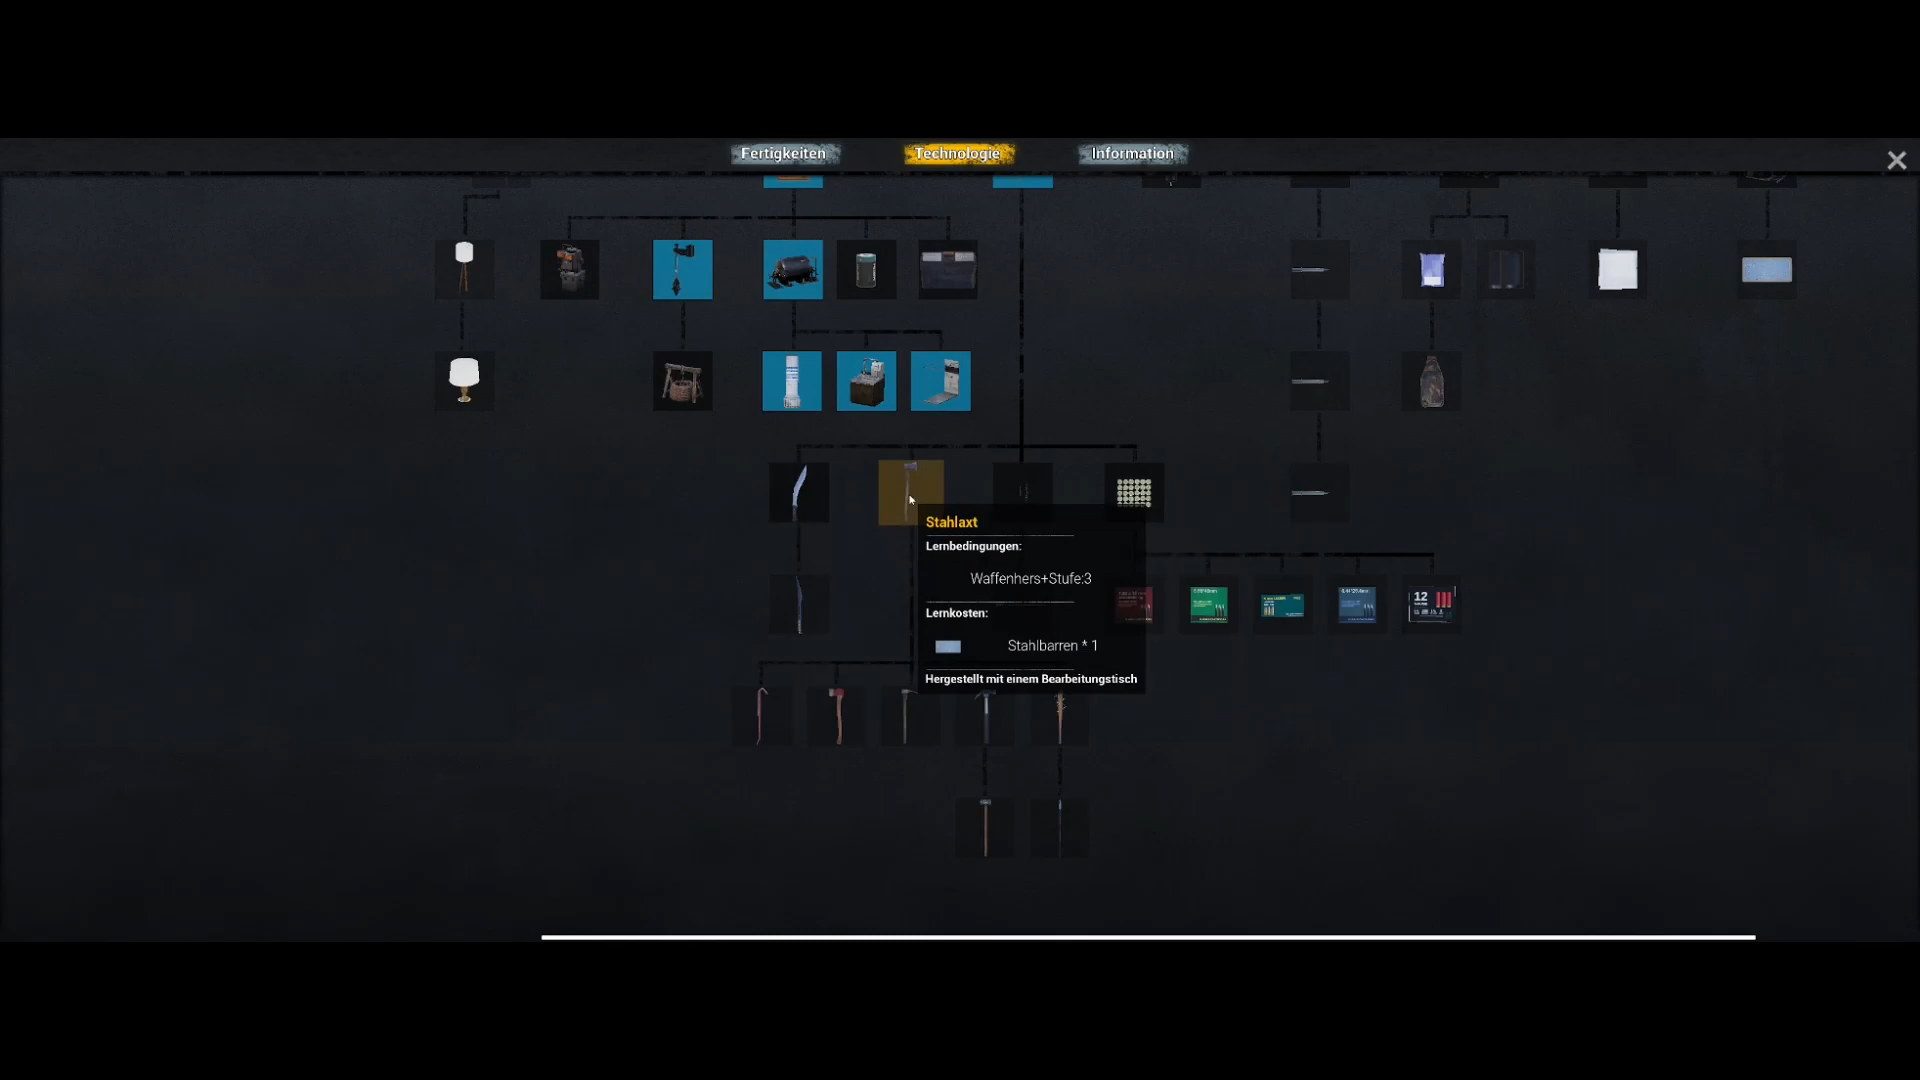 Fertigkeiten
Technologie
Information
Stahlaxt
Lernbedingungen:
Waffenhers+Stufe:3
Lernkosten:
Stahlbarren * 1
Hergestellt mit einem Bearbeitungstisch
12